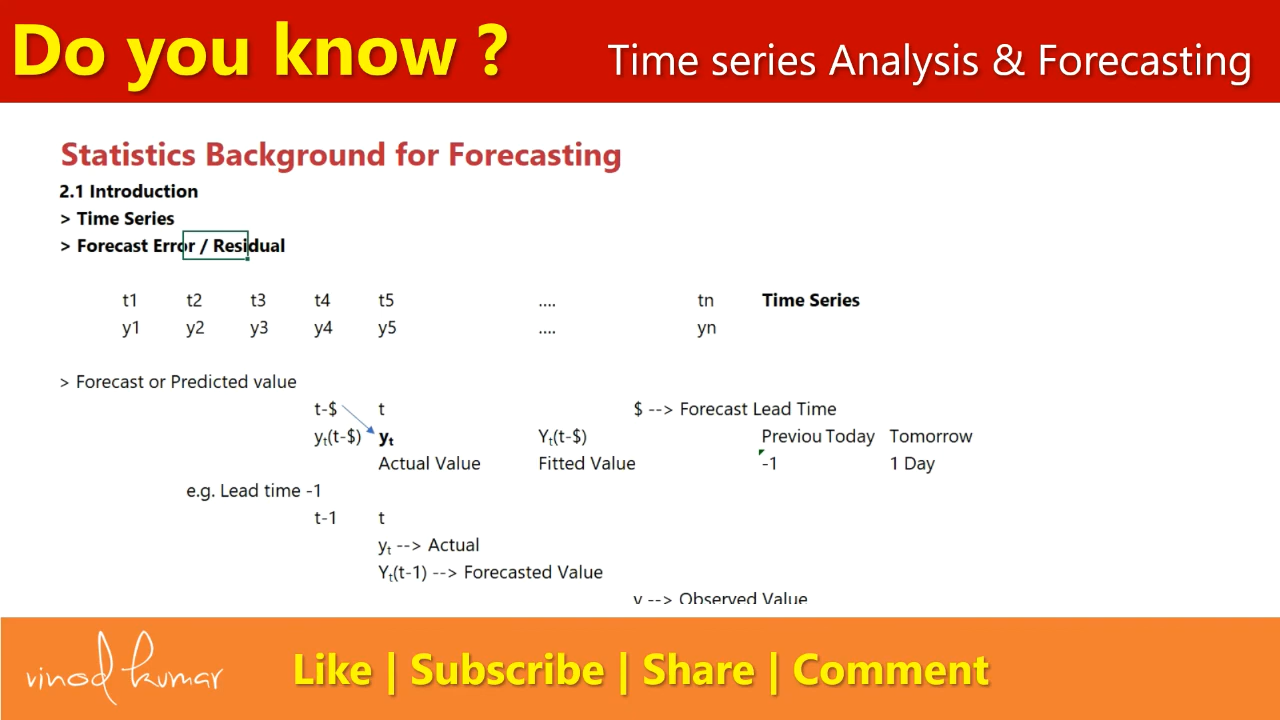 Do you know ?
Time series Analysis & Forecasting
Statistics Background for Forecasting
2.1 Introduction
> Time Series
> Forecast Error / Residual
t1 t2 t3 t4 t5 .... tn Time Series
y1 y2 y3 y4 y5 .... yn
> Forecast or Predicted value
t-$ t $ --> Forecast Lead Time
yt(t-$) yt Yt(t-$) Previou Today Tomorrow
Actual Value Fitted Value -1 1 Day
e.g. Lead time -1
t-1 t
yt --> Actual
Yt(t-1) --> Forecasted Value
y --> Observed Value
vinod kumar
Like | Subscribe | Share | Comment